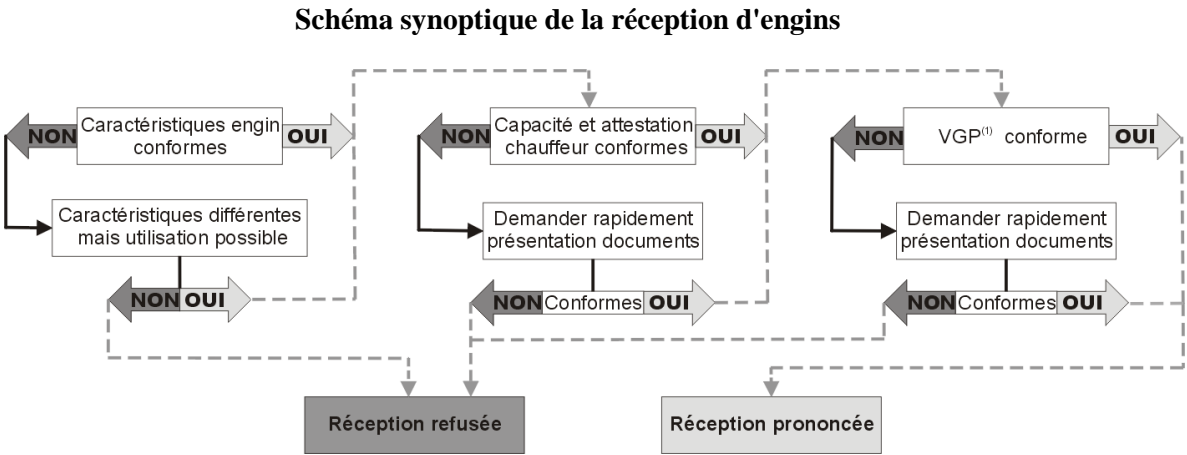 Schéma synoptique de la réception d'engins
NON
Caractéristiques engin
conformes
OUI
NON
Capacité et attestation
chauffeur conformes
OUI
NON
VGP(1) conforme
OUI
Caractéristiques différentes
mais utilisation possible
Demander rapidement
présentation documents
Demander rapidement
présentation documents
NON OUI
NON Conformes OUI
NON Conformes OUI
Réception refusée
Réception prononcée